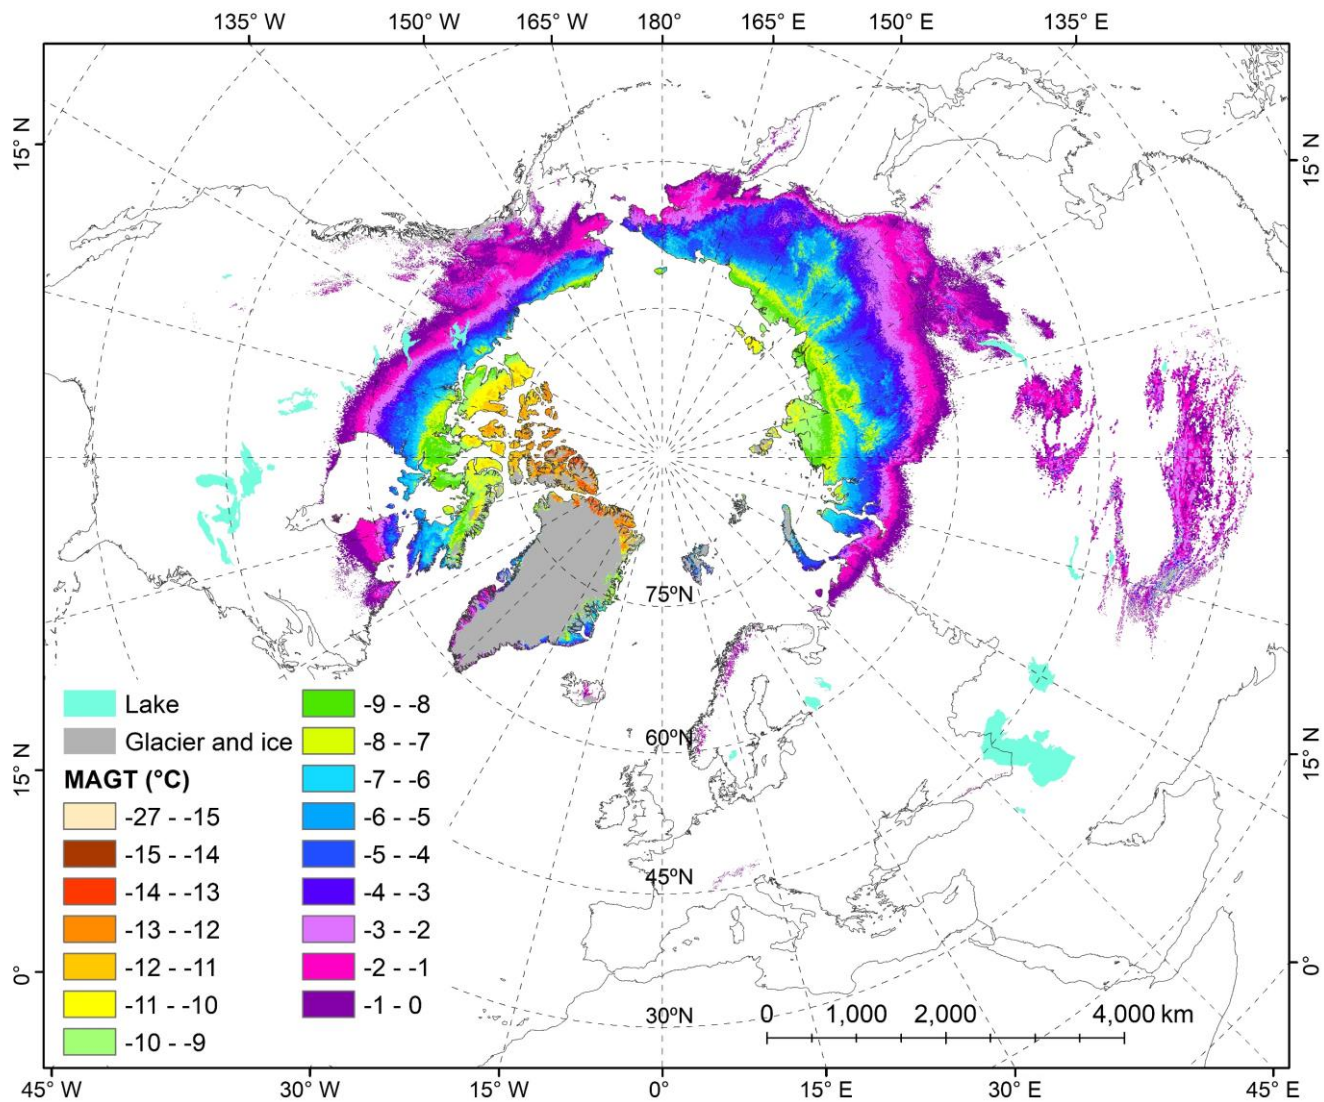 135° W 150° W 165° W 180° 165° E 150° E 135° E
15° N
15° N
75°N
60°N
45°N
30°N
Lake
Glacier and ice
MAGT (°C)
-27 - -15
-15 - -14
-14 - -13
-13 - -12
-12 - -11
-11 - -10
-10 - -9
-9 - -8
-8 - -7
-7 - -6
-6 - -5
-5 - -4
-4 - -3
-3 - -2
-2 - -1
-1 - 0
15° N
15° N
0°
0°
0 1,000 2,000 4,000 km
45° W 30° W 15° W 0° 15° E 30° E 45° E